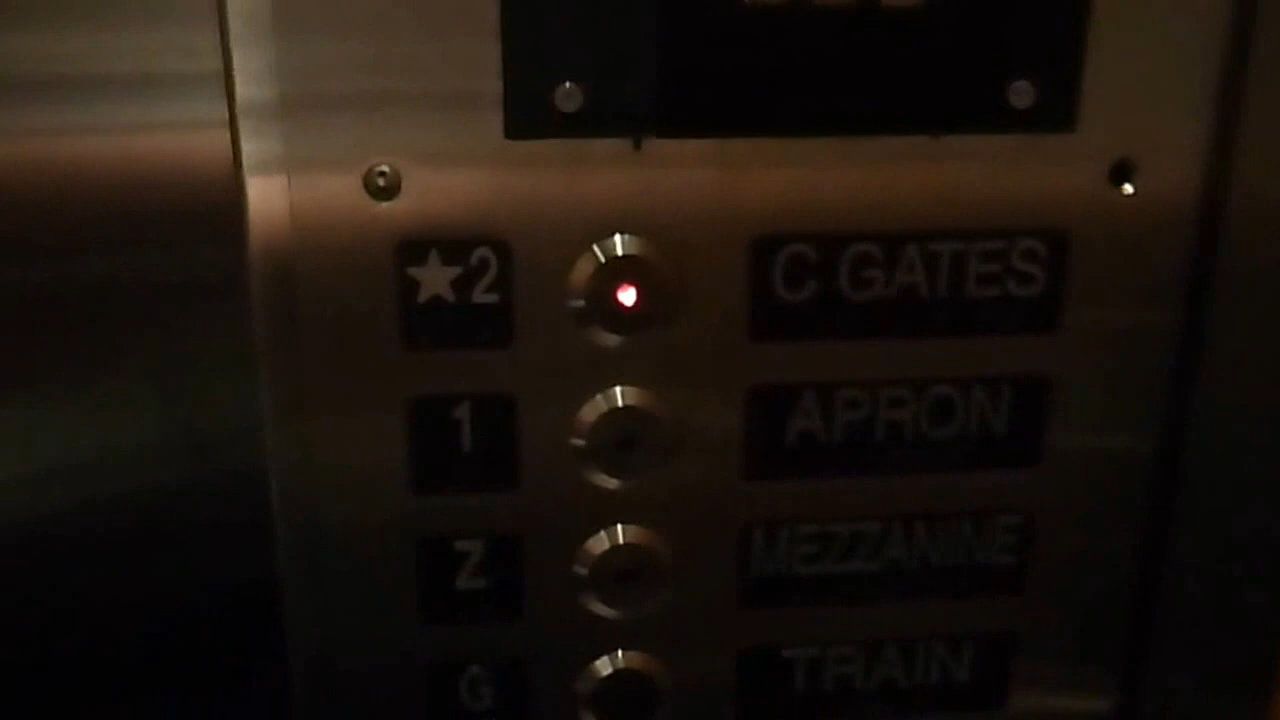 ★2 C GATES
1 APRON
Z MEZZANINE
G TRAIN